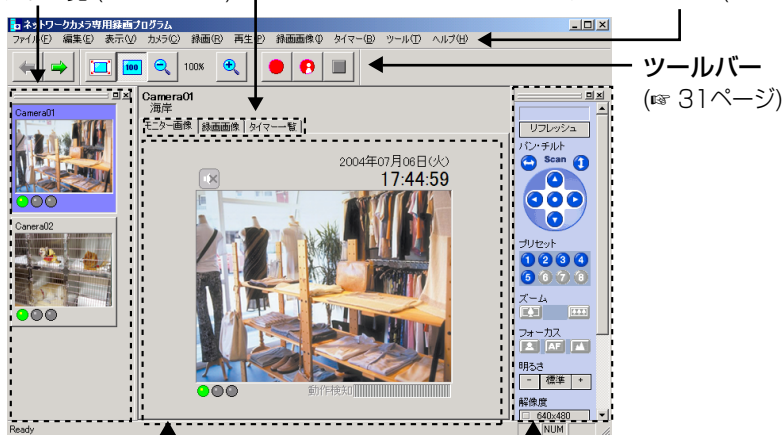 ネットワークカメラ専用録画プログラム
ファイル(F) 編集(E) 表示(V) カメラ(C) 録画(R) 再生(P) 録画画像(I) タイマー(B) ツール(T) ヘルプ(H)
100 100%
ツールバー
(☞ 31ページ)
Camera01
海岸
モニター画像 録画画像 タイマー一覧
Camera01
Canera02
2004年07月06日(火)
17:44:59
動作検知
リフレッシュ
パン・チルト
Scan
プリセット
1 2 3 4
5 6 7 8
ズーム
フォーカス
AF
明るさ
- 標準 +
解像度
640x480
Ready
NUM